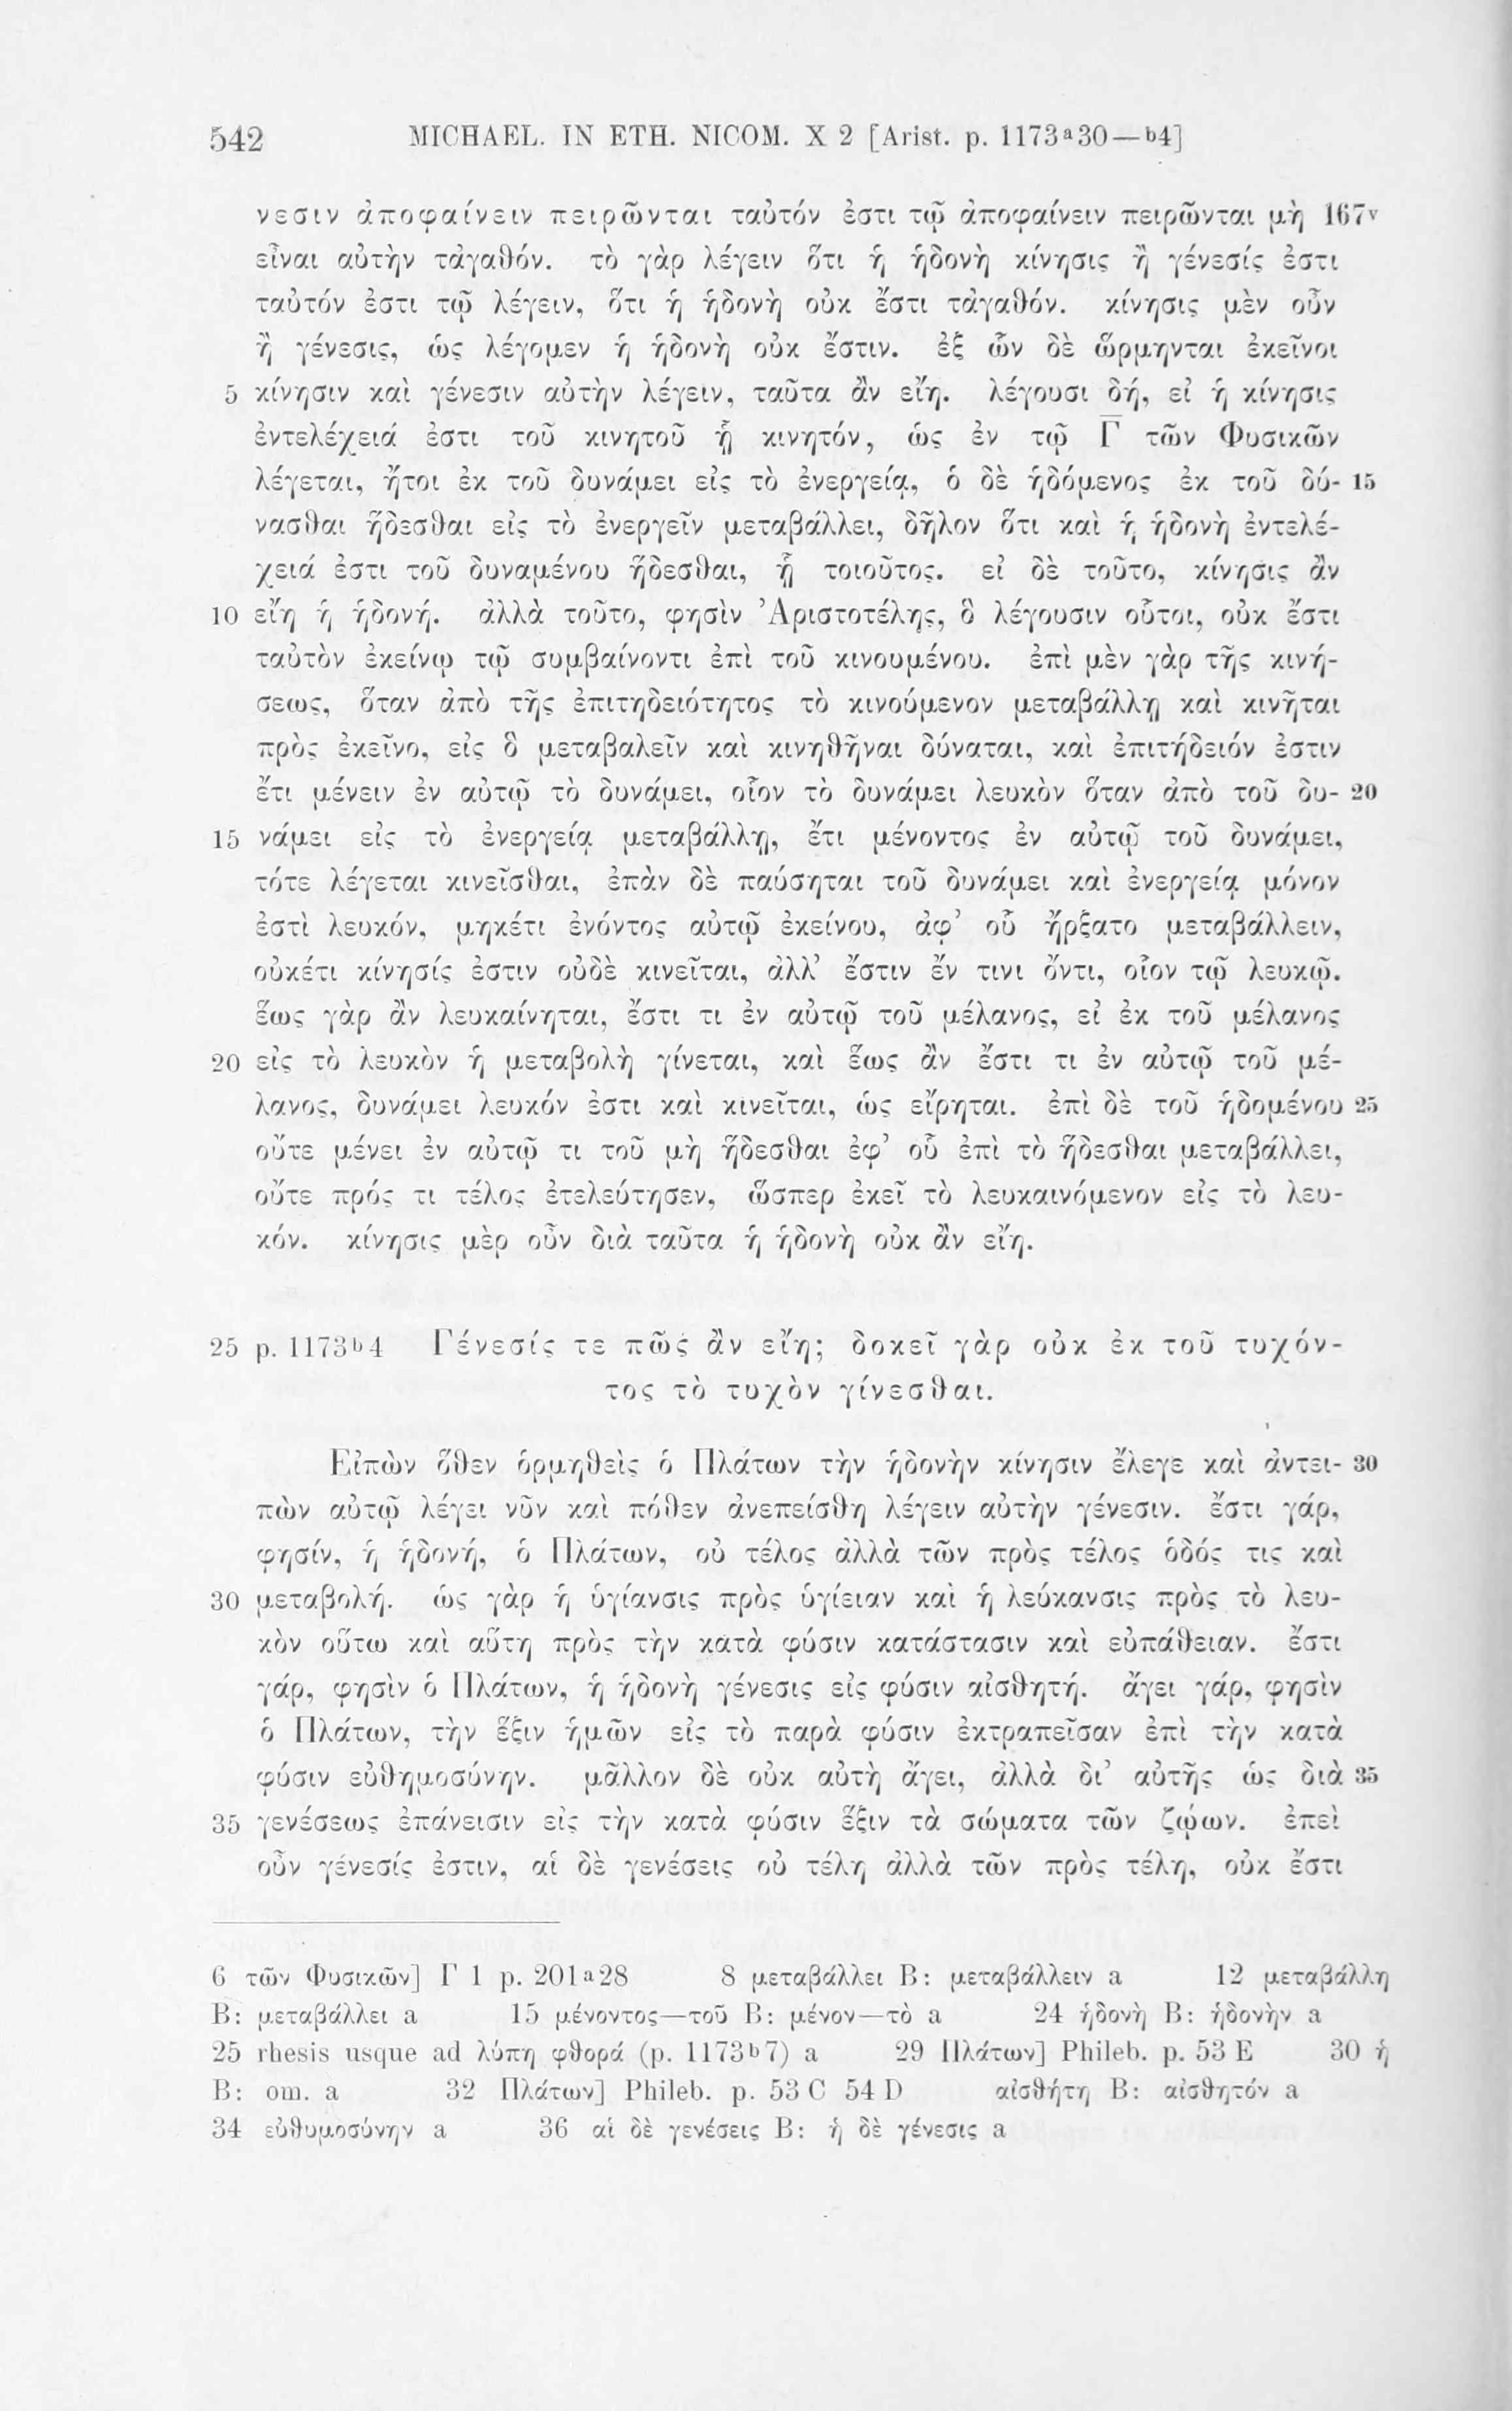 542 MICHAEL. IN ETH. NICOM. X 2 [Arist. p. 1173ᵃ30—ᵇ4]
νεσιν ἀποφαίνειν πειρῶνται ταὐτόν ἐστι τῷ ἀποφαίνειν πειρῶνται μὴ 167ᵛ
εἶναι αὐτὴν τἀγαθόν. τὸ γὰρ λέγειν ὅτι ἡ ἡδονὴ κίνησις ἢ γένεσίς ἐστι
ταὐτόν ἐστι τῷ λέγειν, ὅτι ἡ ἡδονὴ οὐκ ἔστι τἀγαθόν. κίνησις μὲν οὖν
ἢ γένεσις, ὡς λέγομεν ἡ ἡδονὴ οὐκ ἔστιν. ἐξ ὧν δὲ ὥρμηνται ἐκεῖνοι
5 κίνησιν καὶ γένεσιν αὐτὴν λέγειν, ταῦτα ἂν εἴη. λέγουσι δή, εἰ ἡ κίνησις
ἐντελέχειά ἐστι τοῦ κινητοῦ ᾗ κινητόν, ὡς ἐν τῷ Γ τῶν Φυσικῶν
λέγεται, ἤτοι ἐκ τοῦ δυνάμει εἰς τὸ ἐνεργείᾳ, ὁ δὲ ἡδόμενος ἐκ τοῦ δύ- 15
νασθαι ἥδεσθαι εἰς τὸ ἐνεργεῖν μεταβάλλει, δῆλον ὅτι καὶ ἡ ἡδονὴ ἐντελέ-
χειά ἐστι τοῦ δυναμένου ἥδεσθαι, ᾗ τοιοῦτος. εἰ δὲ τοῦτο, κίνησις ἂν
10 εἴη ἡ ἡδονή. ἀλλὰ τοῦτο, φησὶν Ἀριστοτέλης, ὃ λέγουσιν οὗτοι, οὐκ ἔστι
ταὐτὸν ἐκείνῳ τῷ συμβαίνοντι ἐπὶ τοῦ κινουμένου. ἐπὶ μὲν γὰρ τῆς κινή-
σεως, ὅταν ἀπὸ τῆς ἐπιτηδειότητος τὸ κινούμενον μεταβάλλῃ καὶ κινῆται
πρὸς ἐκεῖνο, εἰς ὃ μεταβαλεῖν καὶ κινηθῆναι δύναται, καὶ ἐπιτήδειόν ἐστιν
ἔτι μένειν ἐν αὐτῷ τὸ δυνάμει, οἷον τὸ δυνάμει λευκὸν ὅταν ἀπὸ τοῦ δυ- 20
15 νάμει εἰς τὸ ἐνεργείᾳ μεταβάλλῃ, ἔτι μένοντος ἐν αὐτῷ τοῦ δυνάμει,
τότε λέγεται κινεῖσθαι, ἐπὰν δὲ παύσηται τοῦ δυνάμει καὶ ἐνεργείᾳ μόνον
ἐστὶ λευκόν, μηκέτι ἐνόντος αὐτῷ ἐκείνου, ἀφ’ οὗ ἤρξατο μεταβάλλειν,
οὐκέτι κίνησίς ἐστιν οὐδὲ κινεῖται, ἀλλ’ ἔστιν ἔν τινι ὄντι, οἷον τῷ λευκῷ.
ἕως γὰρ ἂν λευκαίνηται, ἔστι τι ἐν αὐτῷ τοῦ μέλανος, εἰ ἐκ τοῦ μέλανος
20 εἰς τὸ λευκὸν ἡ μεταβολὴ γίνεται, καὶ ἕως ἂν ἔστι τι ἐν αὐτῷ τοῦ μέ-
λανος, δυνάμει λευκόν ἐστι καὶ κινεῖται, ὡς εἴρηται. ἐπὶ δὲ τοῦ ἡδομένου 25
οὔτε μένει ἐν αὐτῷ τι τοῦ μὴ ἥδεσθαι ἐφ’ οὗ ἐπὶ τὸ ἥδεσθαι μεταβάλλει,
οὔτε πρός τι τέλος ἐτελεύτησεν, ὥσπερ ἐκεῖ τὸ λευκαινόμενον εἰς τὸ λευ-
κόν. κίνησις μὲρ οὖν διὰ ταῦτα ἡ ἡδονὴ οὐκ ἂν εἴη.
25 p. 1173ᵇ4 Γένεσίς τε πῶς ἂν εἴη; δοκεῖ γὰρ οὐκ ἐκ τοῦ τυχόν-
τος τὸ τυχὸν γίνεσθαι.
Εἰπὼν ὅθεν ὁρμηθεὶς ὁ Πλάτων τὴν ἡδονὴν κίνησιν ἔλεγε καὶ ἀντει- 30
πὼν αὐτῷ λέγει νῦν καὶ πόθεν ἀνεπείσθη λέγειν αὐτὴν γένεσιν. ἔστι γάρ,
φησίν, ἡ ἡδονή, ὁ Πλάτων, οὐ τέλος ἀλλὰ τῶν πρὸς τέλος ὁδός τις καὶ
30 μεταβολή. ὡς γὰρ ἡ ὑγίανσις πρὸς ὑγίειαν καὶ ἡ λεύκανσις πρὸς τὸ λευ-
κὸν οὕτω καὶ αὕτη πρὸς τὴν κατὰ φύσιν κατάστασιν καὶ εὐπάθειαν. ἔστι
γάρ, φησὶν ὁ Πλάτων, ἡ ἡδονὴ γένεσις εἰς φύσιν αἰσθητή. ἄγει γάρ, φησὶν
ὁ Πλάτων, τὴν ἕξιν ἡμῶν εἰς τὸ παρὰ φύσιν ἐκτραπεῖσαν ἐπὶ τὴν κατὰ
φύσιν εὐθημοσύνην. μᾶλλον δὲ οὐκ αὐτὴ ἄγει, ἀλλὰ δι’ αὐτῆς ὡς διὰ 35
35 γενέσεως ἐπάνεισιν εἰς τὴν κατὰ φύσιν ἕξιν τὰ σώματα τῶν ζῴων. ἐπεὶ
οὖν γένεσίς ἐστιν, αἱ δὲ γενέσεις οὐ τέλη ἀλλὰ τῶν πρὸς τέλη, οὐκ ἔστι
6 τῶν Φυσικῶν] Γ 1 p. 201ᵃ28 8 μεταβάλλει B: μεταβάλλειν a 12 μεταβάλλῃ
B: μεταβάλλει a 15 μένοντος—τοῦ B: μένον—τὸ a 24 ἡδονὴ B: ἡδονὴν a
25 rhesis usque ad λύπη φθορά (p. 1173ᵇ7) a 29 Πλάτων] Phileb. p. 53 E 30 ἡ
B: om. a 32 Πλάτων] Phileb. p. 53 C 54 D αἰσθήτη B: αἰσθητόν a
34 εὐθυμοσύνην a 36 αἱ δὲ γενέσεις B: ἡ δὲ γένεσις a